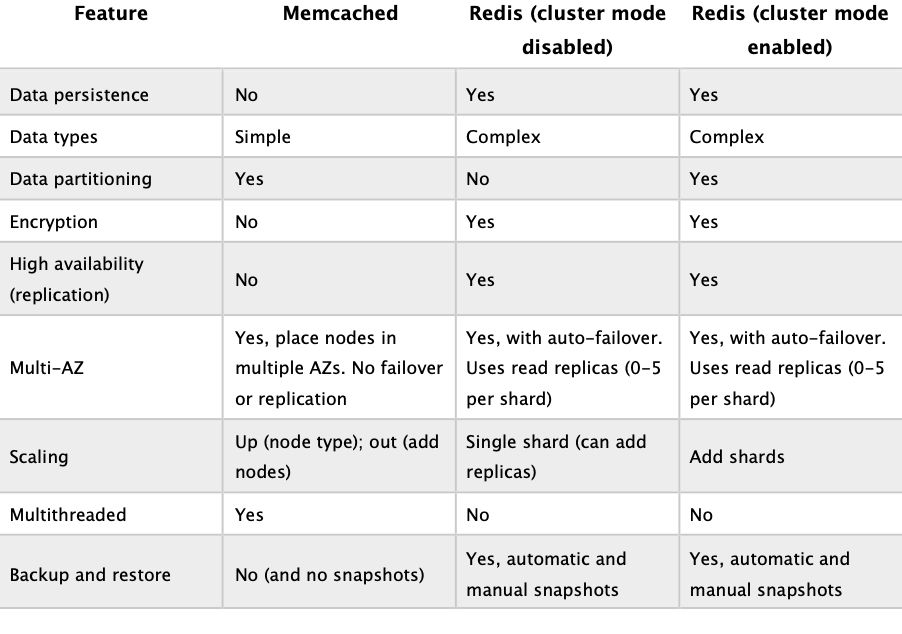 Feature
Memcached
Redis (cluster mode
disabled)
Redis (cluster mode
enabled)
Data persistence
No
Yes
Yes
Data types
Simple
Complex
Complex
Data partitioning
Yes
No
Yes
Encryption
No
Yes
Yes
High availability
(replication)
No
Yes
Yes
Multi-AZ
Yes, place nodes in
multiple AZs. No failover
or replication
Yes, with auto-failover.
Uses read replicas (0-5
per shard)
Yes, with auto-failover.
Uses read replicas (0-5
per shard)
Scaling
Up (node type); out (add
nodes)
Single shard (can add
replicas)
Add shards
Multithreaded
Yes
No
No
Backup and restore
No (and no snapshots)
Yes, automatic and
manual snapshots
Yes, automatic and
manual snapshots